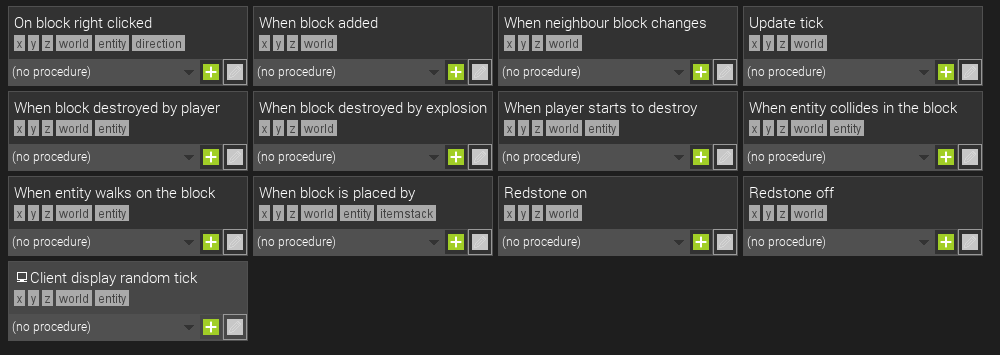 On block right clicked
x y z world entity direction
(no procedure)
When block added
x y z world
(no procedure)
When neighbour block changes
x y z world
(no procedure)
Update tick
x y z world
(no procedure)
When block destroyed by player
x y z world entity
(no procedure)
When block destroyed by explosion
x y z world
(no procedure)
When player starts to destroy
x y z world entity
(no procedure)
When entity collides in the block
x y z world entity
(no procedure)
When entity walks on the block
x y z world entity
(no procedure)
When block is placed by
x y z world entity itemstack
(no procedure)
Redstone on
x y z world
(no procedure)
Redstone off
x y z world
(no procedure)
Client display random tick
x y z world entity
(no procedure)